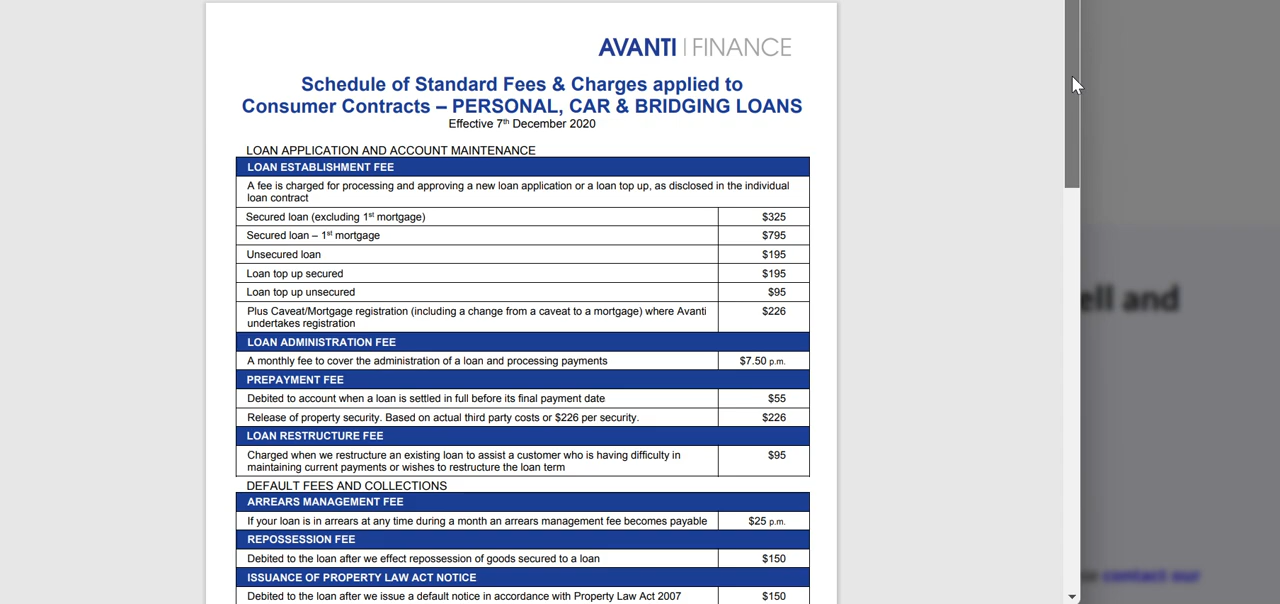 AVANTI | FINANCE
Schedule of Standard Fees & Charges applied to
Consumer Contracts – PERSONAL, CAR & BRIDGING LOANS
Effective 7th December 2020
LOAN APPLICATION AND ACCOUNT MAINTENANCE
LOAN ESTABLISHMENT FEE
A fee is charged for processing and approving a new loan application or a loan top up, as disclosed in the individual
loan contract
Secured loan (excluding 1st mortgage) $325
Secured loan – 1st mortgage $795
Unsecured loan $195
Loan top up secured $195
Loan top up unsecured $95
Plus Caveat/Mortgage registration (including a change from a caveat to a mortgage) where Avanti $226
undertakes registration
LOAN ADMINISTRATION FEE
A monthly fee to cover the administration of a loan and processing payments $7.50 p.m.
PREPAYMENT FEE
Debited to account when a loan is settled in full before its final payment date $55
Release of property security. Based on actual third party costs or $226 per security. $226
LOAN RESTRUCTURE FEE
Charged when we restructure an existing loan to assist a customer who is having difficulty in $95
maintaining current payments or wishes to restructure the loan term
DEFAULT FEES AND COLLECTIONS
ARREARS MANAGEMENT FEE
If your loan is in arrears at any time during a month an arrears management fee becomes payable $25 p.m.
REPOSSESSION FEE
Debited to the loan after we effect repossession of goods secured to a loan $150
ISSUANCE OF PROPERTY LAW ACT NOTICE
Debited to the loan after we issue a default notice in accordance with Property Law Act 2007 $150
ell and
contact our